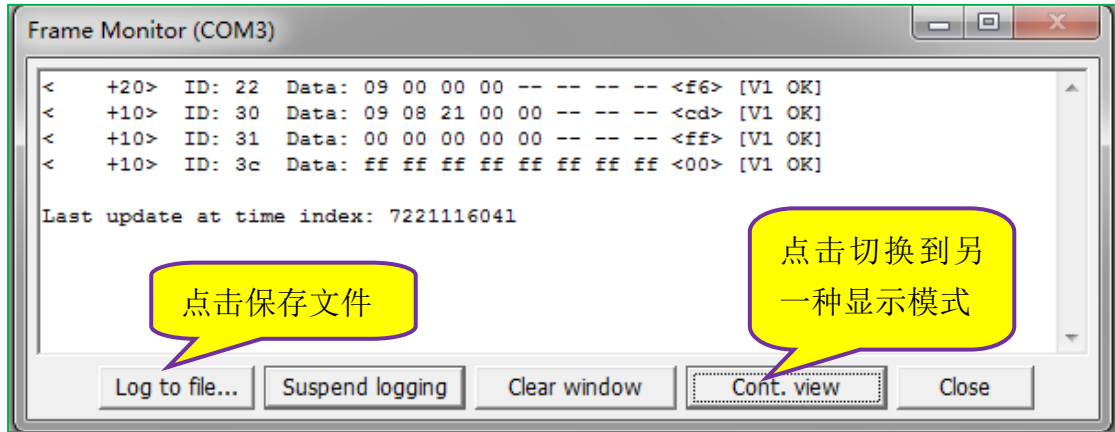 Frame Monitor (COM3)
<     +20>  ID: 22  Data: 09 00 00 00 -- -- -- -- <f6> [V1 OK]
<     +10>  ID: 30  Data: 09 08 21 00 00 -- -- -- <cd> [V1 OK]
<     +10>  ID: 31  Data: 00 00 00 00 00 -- -- -- <ff> [V1 OK]
<     +10>  ID: 3c  Data: ff ff ff ff ff ff ff ff <00> [V1 OK]
Last update at time index: 7221116041
点击切换到另
一种显示模式
点击保存文件
Log to file... Suspend logging Clear window Cont. view Close